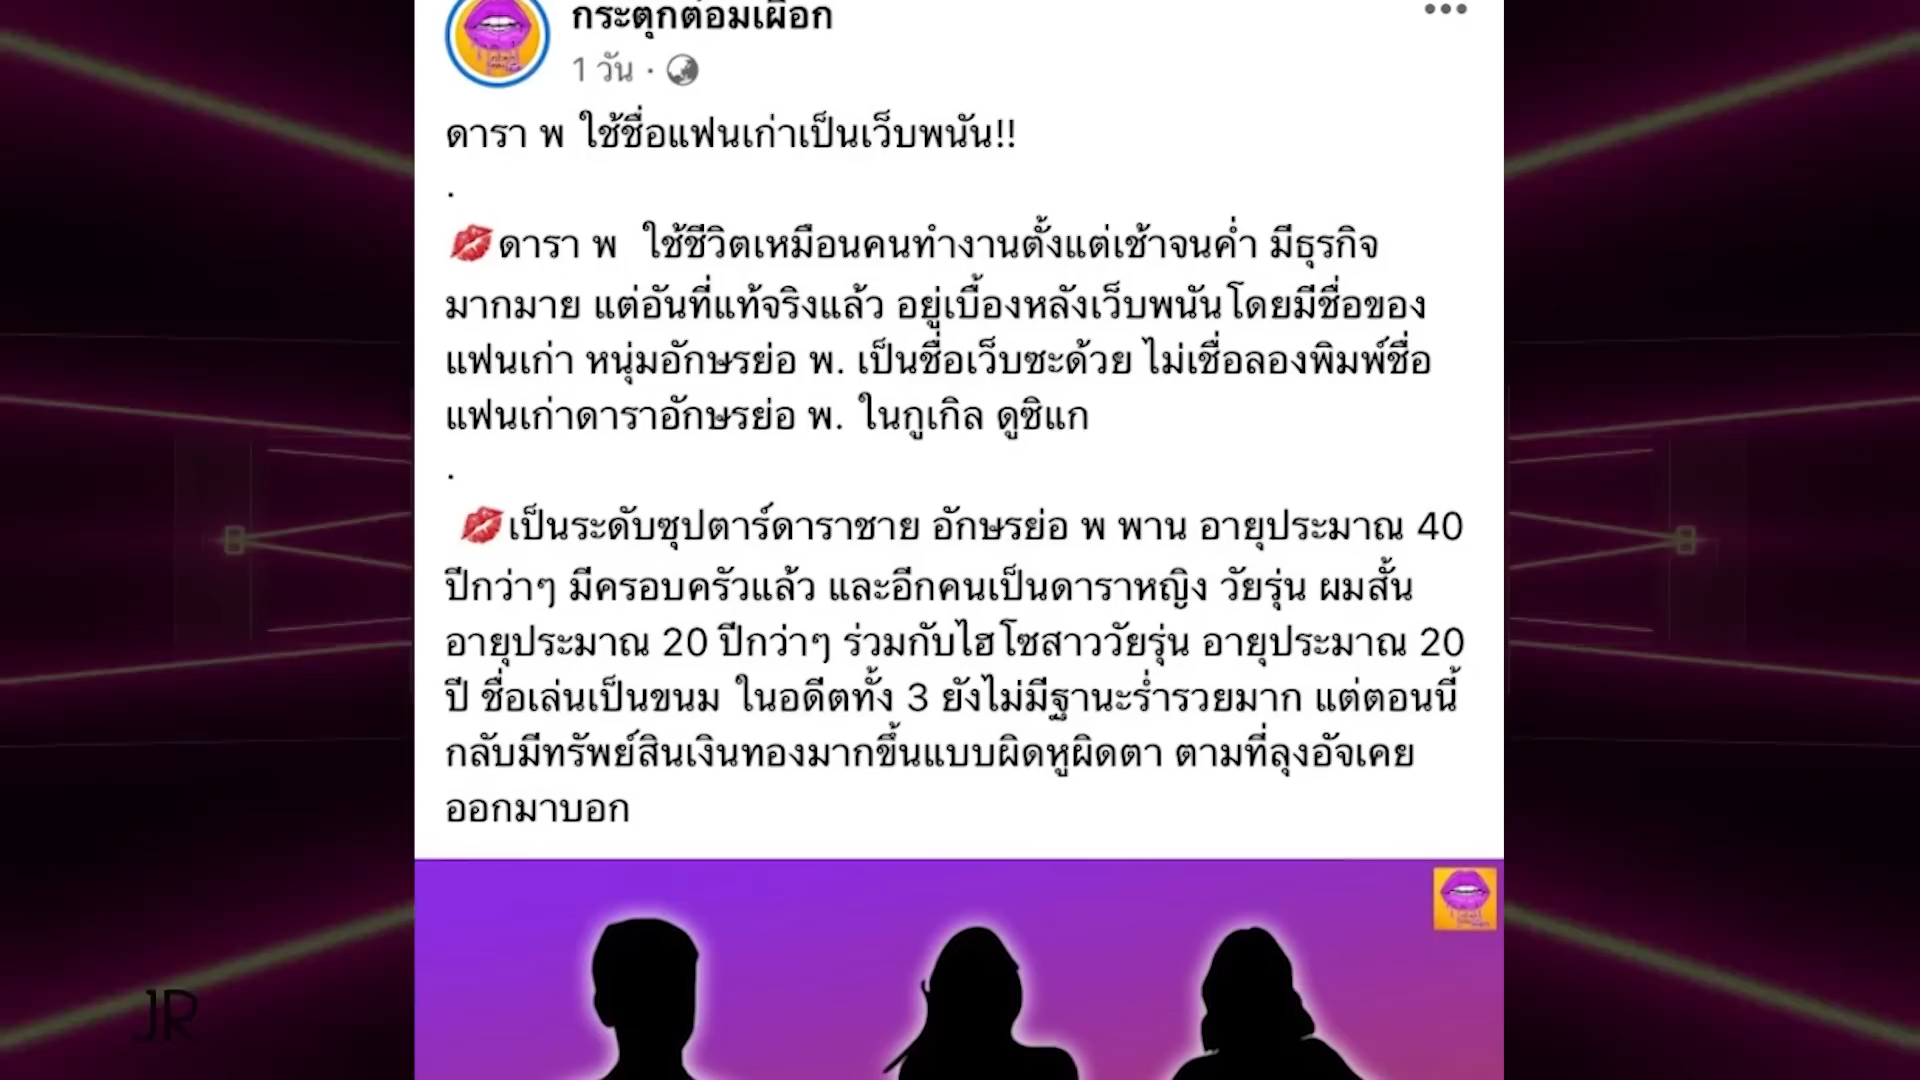 กระตุกต่อมเผือก
1 วัน ·
ดารา พ ใช้ชื่อแฟนเก่าเป็นเว็บพนัน!!
.
💋ดารา พ ใช้ชีวิตเหมือนคนทำงานตั้งแต่เช้าจนค่ำ มีธุรกิจ
มากมาย แต่อันที่แท้จริงแล้ว อยู่เบื้องหลังเว็บพนันโดยมีชื่อของ
แฟนเก่า หนุ่มอักษรย่อ พ. เป็นชื่อเว็บซะด้วย ไม่เชื่อลองพิมพ์ชื่อ
แฟนเก่าดาราอักษรย่อ พ. ในกูเกิล ดูซิแก
.
💋เป็นระดับซุปตาร์ดาราชาย อักษรย่อ พ พาน อายุประมาณ 40
ปีกว่าๆ มีครอบครัวแล้ว และอีกคนเป็นดาราหญิง วัยรุ่น ผมสั้น
อายุประมาณ 20 ปีกว่าๆ ร่วมกับไฮโซสาววัยรุ่น อายุประมาณ 20
ปี ชื่อเล่นเป็นขนม ในอดีตทั้ง 3 ยังไม่มีฐานะร่ำรวยมาก แต่ตอนนี้
กลับมีทรัพย์สินเงินทองมากขึ้นแบบผิดหูผิดตา ตามที่ลุงอัจเคย
ออกมาบอก
JR